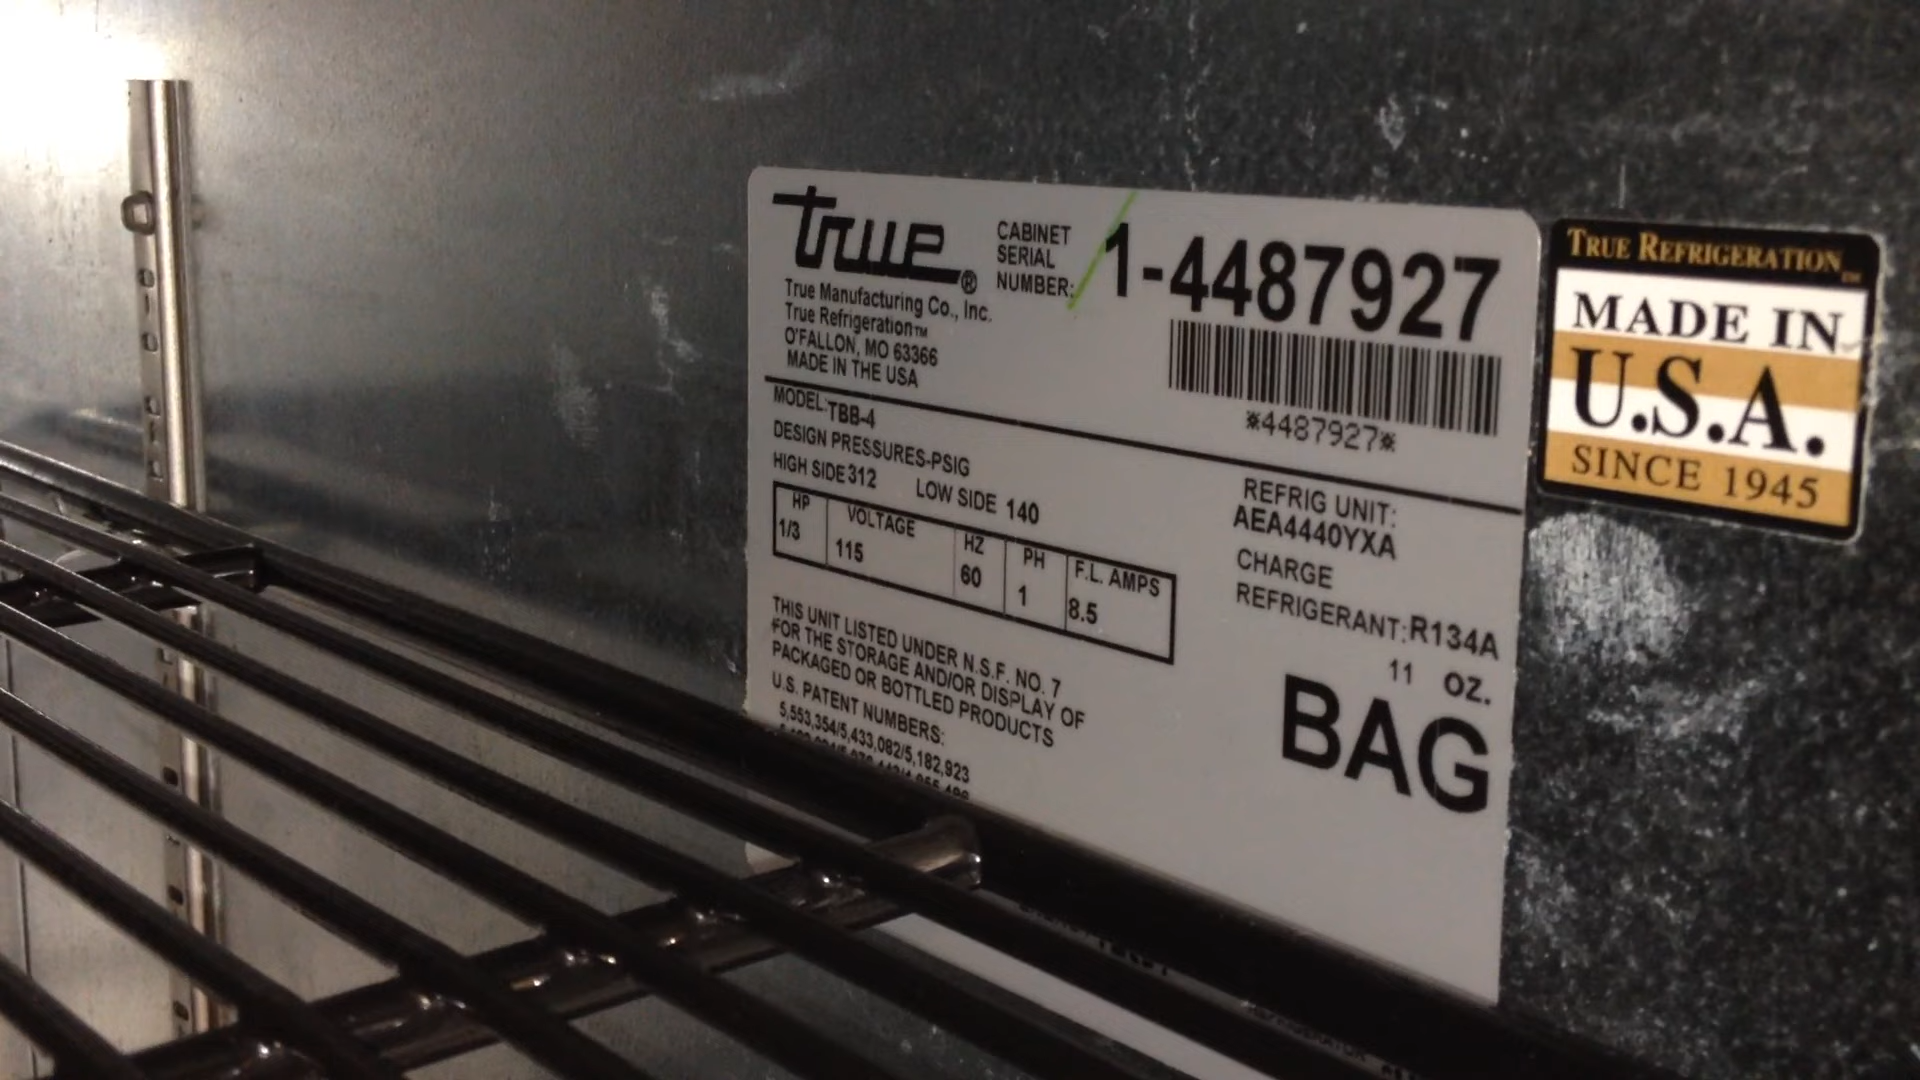 true®
True Manufacturing Co., Inc.
True Refrigeration™
O'FALLON, MO 63366
MADE IN THE USA
CABINET
SERIAL
NUMBER:
1-4487927
*4487927*
MODEL:TBB-4
DESIGN PRESSURES-PSIG
HIGH SIDE 312 LOW SIDE 140
HP VOLTAGE HZ PH F.L. AMPS
1/3 115 60 1 8.5
REFRIG UNIT:
AEA4440YXA
CHARGE
REFRIGERANT:R134A
11 OZ.
BAG
THIS UNIT LISTED UNDER N.S.F. NO. 7
FOR THE STORAGE AND/OR DISPLAY OF
PACKAGED OR BOTTLED PRODUCTS
U.S. PATENT NUMBERS:
5,553,354/5,433,082/5,182,923
TRUE REFRIGERATION
MADE IN
U.S.A.
SINCE 1945